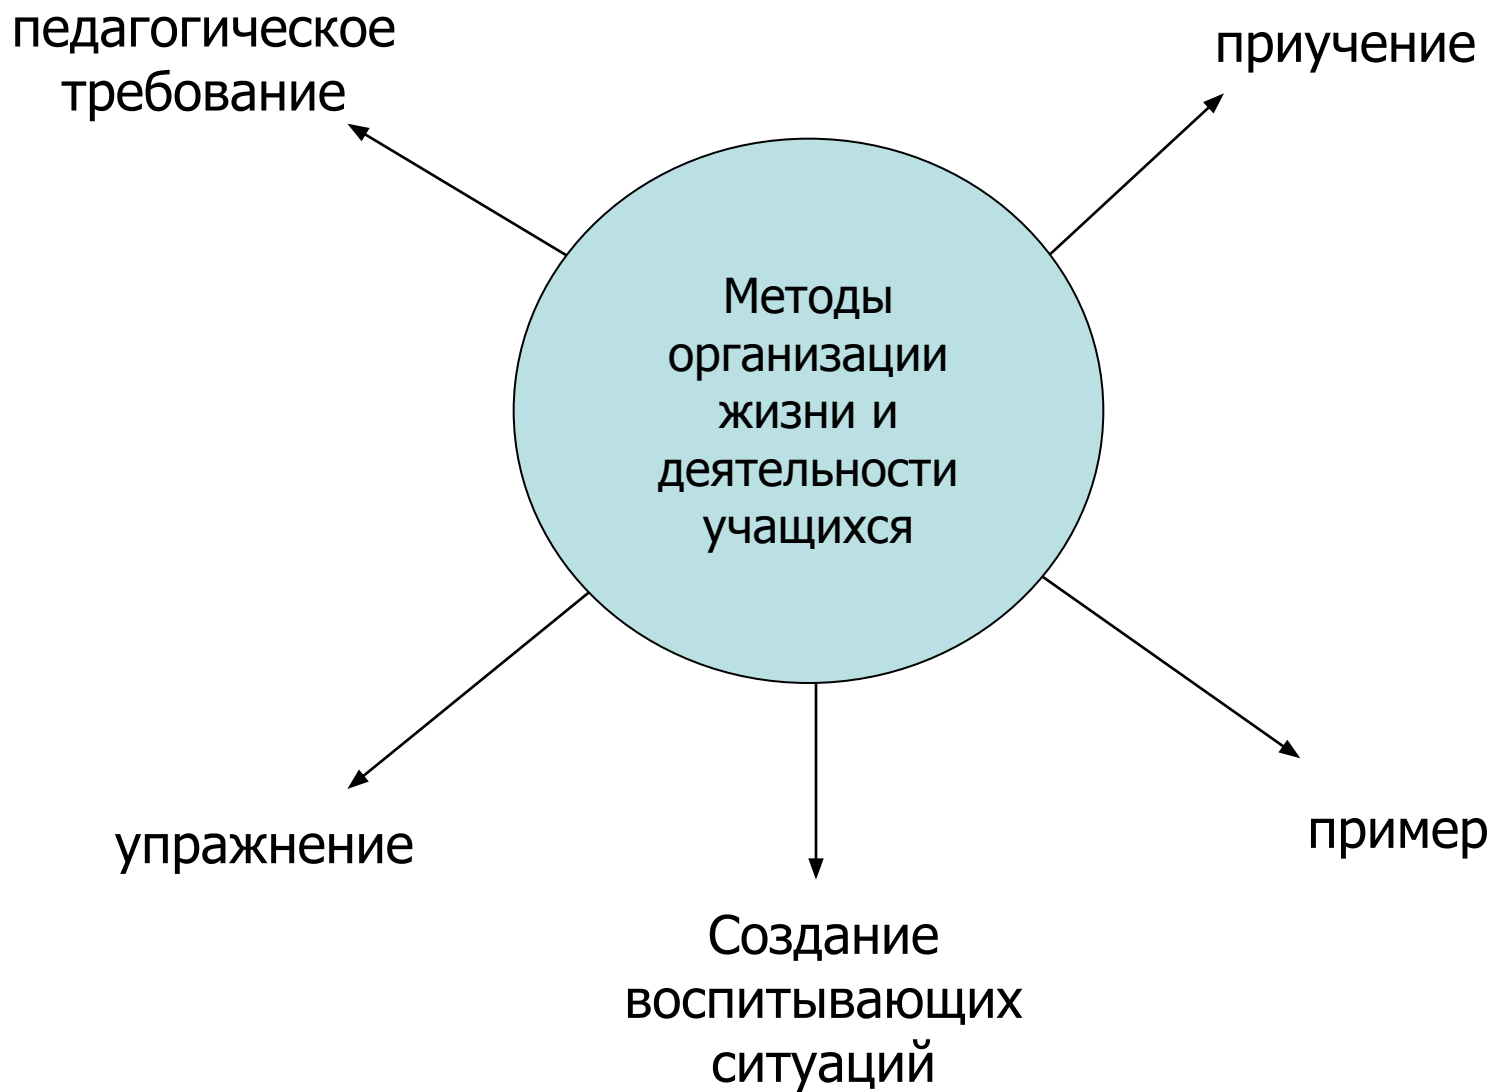 педагогическое
требование
приучение
Методы
организации
жизни и
деятельности
учащихся
упражнение
пример
Создание
воспитывающих
ситуаций